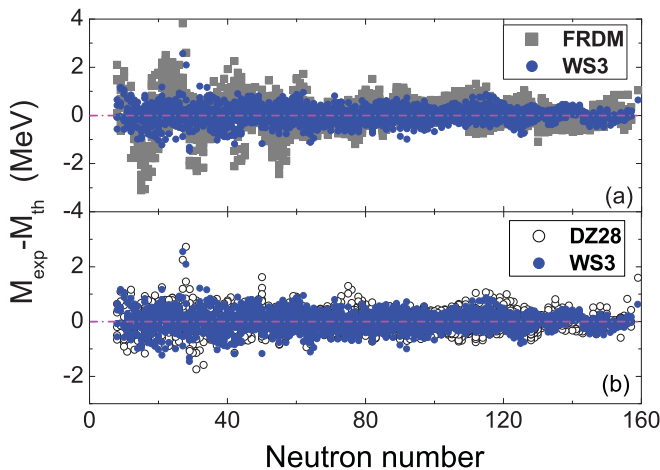 4
2
0
-2
-4
FRDM
WS3
(a)
M_exp-M_th (MeV)
2
0
-2
DZ28
WS3
(b)
0 40 80 120 160
Neutron number